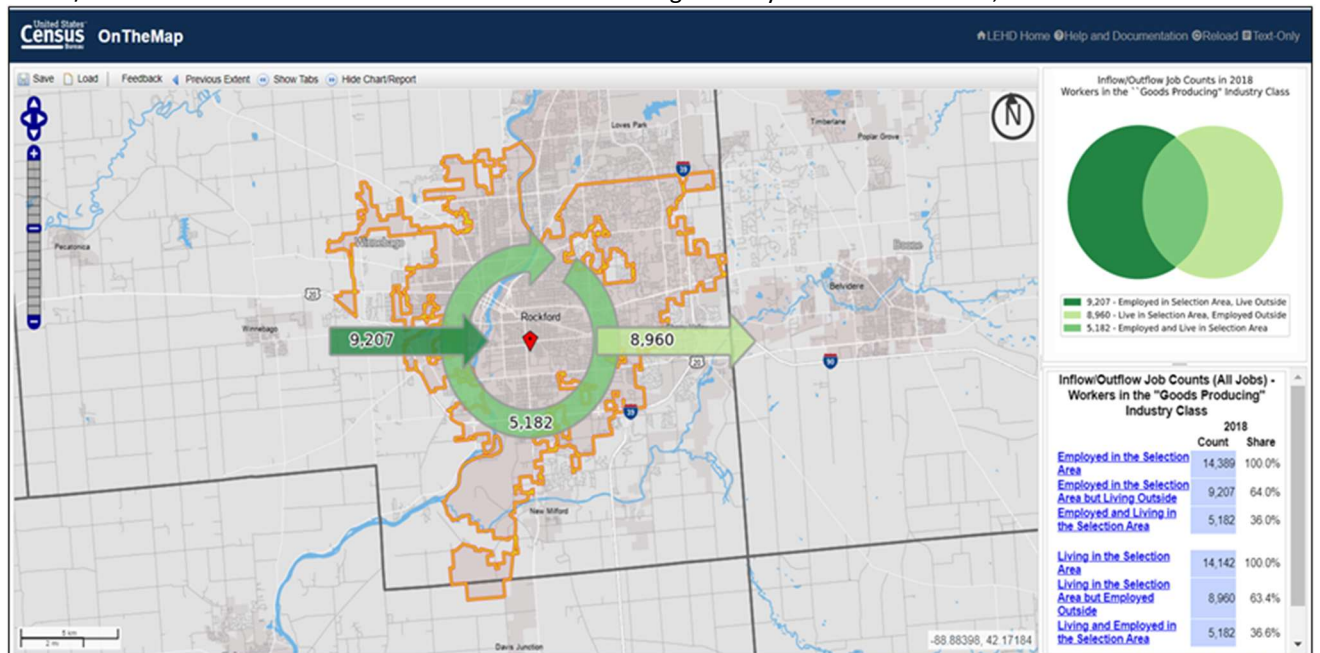 United States
Census
Bureau
OnTheMap
LEHD Home Help and Documentation Reload Text-Only
Save Load Feedback Previous Extent Show Tabs Hide Chart/Report
Inflow/Outflow Job Counts in 2018
Workers in the ``Goods Producing" Industry Class
9,207 - Employed in Selection Area, Live Outside
8,960 - Live in Selection Area, Employed Outside
5,182 - Employed and Live in Selection Area
N
Loves Park
Timberlane
Poplar Grove
39
Pecatonica
Winnebago
Boone
20
Belvidere
Winnebago
Rockford
9,207
8,960
20
90
39
5,182
New Milford
Davis Junction
5 km
2 mi
-88.88398, 42.17184
Inflow/Outflow Job Counts (All Jobs) -
Workers in the "Goods Producing"
Industry Class
2018
Count Share
Employed in the Selection
Area 14,389 100.0%
Employed in the Selection
Area but Living Outside 9,207 64.0%
Employed and Living in
the Selection Area 5,182 36.0%
Living in the Selection
Area 14,142 100.0%
Living in the Selection
Area but Employed
Outside 8,960 63.4%
Living and Employed in
the Selection Area 5,182 36.6%